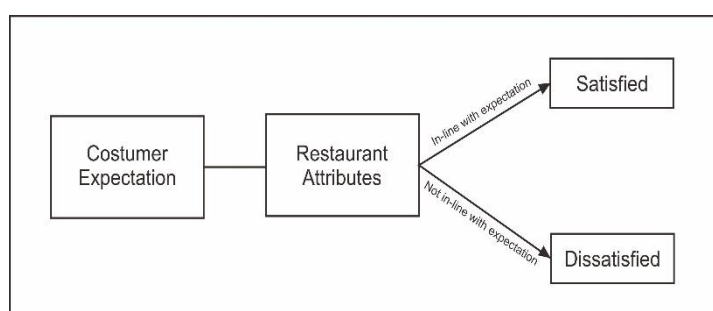 Costumer
Expectation
Restaurant
Attributes
In-line with expectation
Not in-line with expectation
Satisfied
Dissatisfied